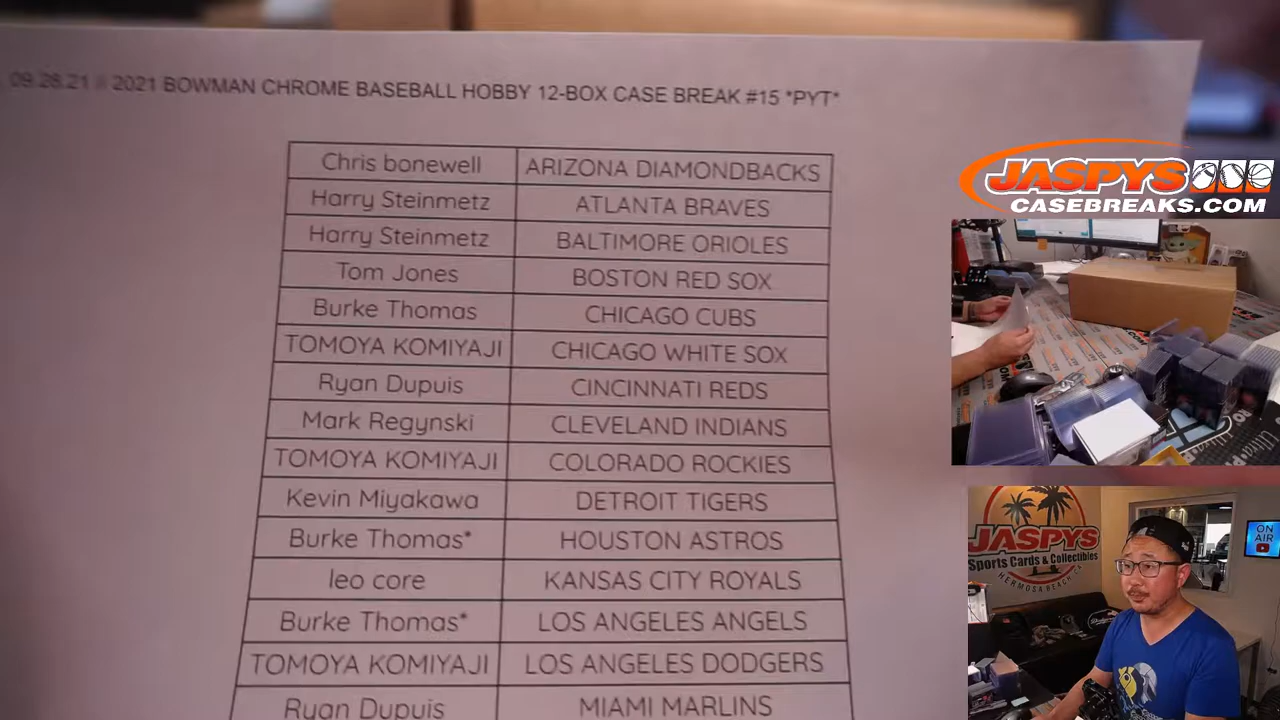 09.28.21 // 2021 BOWMAN CHROME BASEBALL HOBBY 12-BOX CASE BREAK #15 *PYT*
Chris bonewell ARIZONA DIAMONDBACKS
Harry Steinmetz ATLANTA BRAVES
Harry Steinmetz BALTIMORE ORIOLES
Tom Jones BOSTON RED SOX
Burke Thomas CHICAGO CUBS
TOMOYA KOMIYAJI CHICAGO WHITE SOX
Ryan Dupuis CINCINNATI REDS
Mark Regynski CLEVELAND INDIANS
TOMOYA KOMIYAJI COLORADO ROCKIES
Kevin Miyakawa DETROIT TIGERS
Burke Thomas* HOUSTON ASTROS
leo core KANSAS CITY ROYALS
Burke Thomas* LOS ANGELES ANGELS
TOMOYA KOMIYAJI LOS ANGELES DODGERS
Ryan Dupuis MIAMI MARLINS
JASPYS
CASEBREAKS.COM
JASPYS
Sports Cards & Collectibles
HERMOSA BEACH, CA
ON
AIR
Dodgers